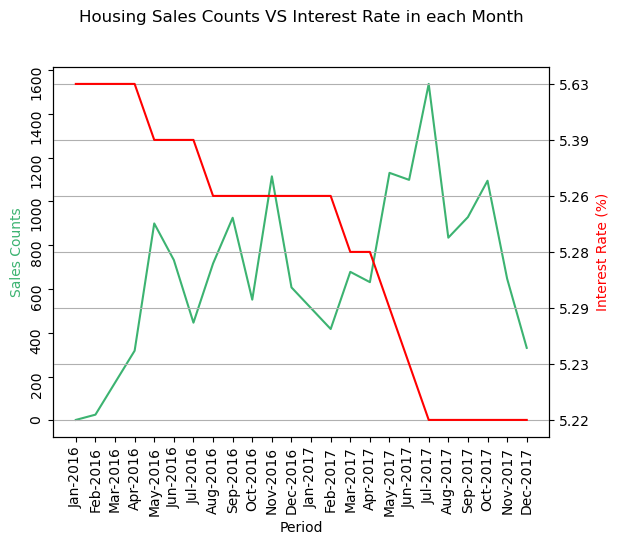 Housing Sales Counts VS Interest Rate in each Month
Sales Counts
1600
1400
1200
1000
800
600
400
200
0
5.63
5.39
5.26
5.28
5.29
5.23
5.22
Interest Rate (%)
Jan-2016
Feb-2016
Mar-2016
Apr-2016
May-2016
Jun-2016
Jul-2016
Aug-2016
Sep-2016
Oct-2016
Nov-2016
Dec-2016
Jan-2017
Feb-2017
Mar-2017
Apr-2017
May-2017
Jun-2017
Jul-2017
Aug-2017
Sep-2017
Oct-2017
Nov-2017
Dec-2017
Period